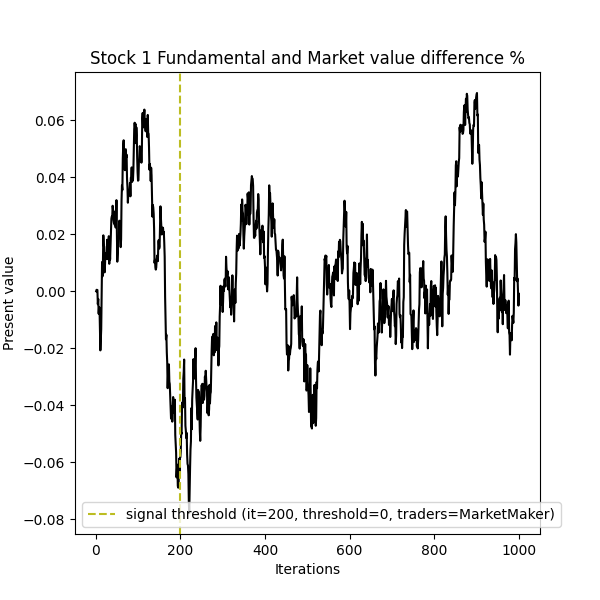 Stock 1 Fundamental and Market value difference %
Present value
0.06
0.04
0.02
0.00
−0.02
−0.04
−0.06
−0.08
signal threshold (it=200, threshold=0, traders=MarketMaker)
0 200 400 600 800 1000
Iterations